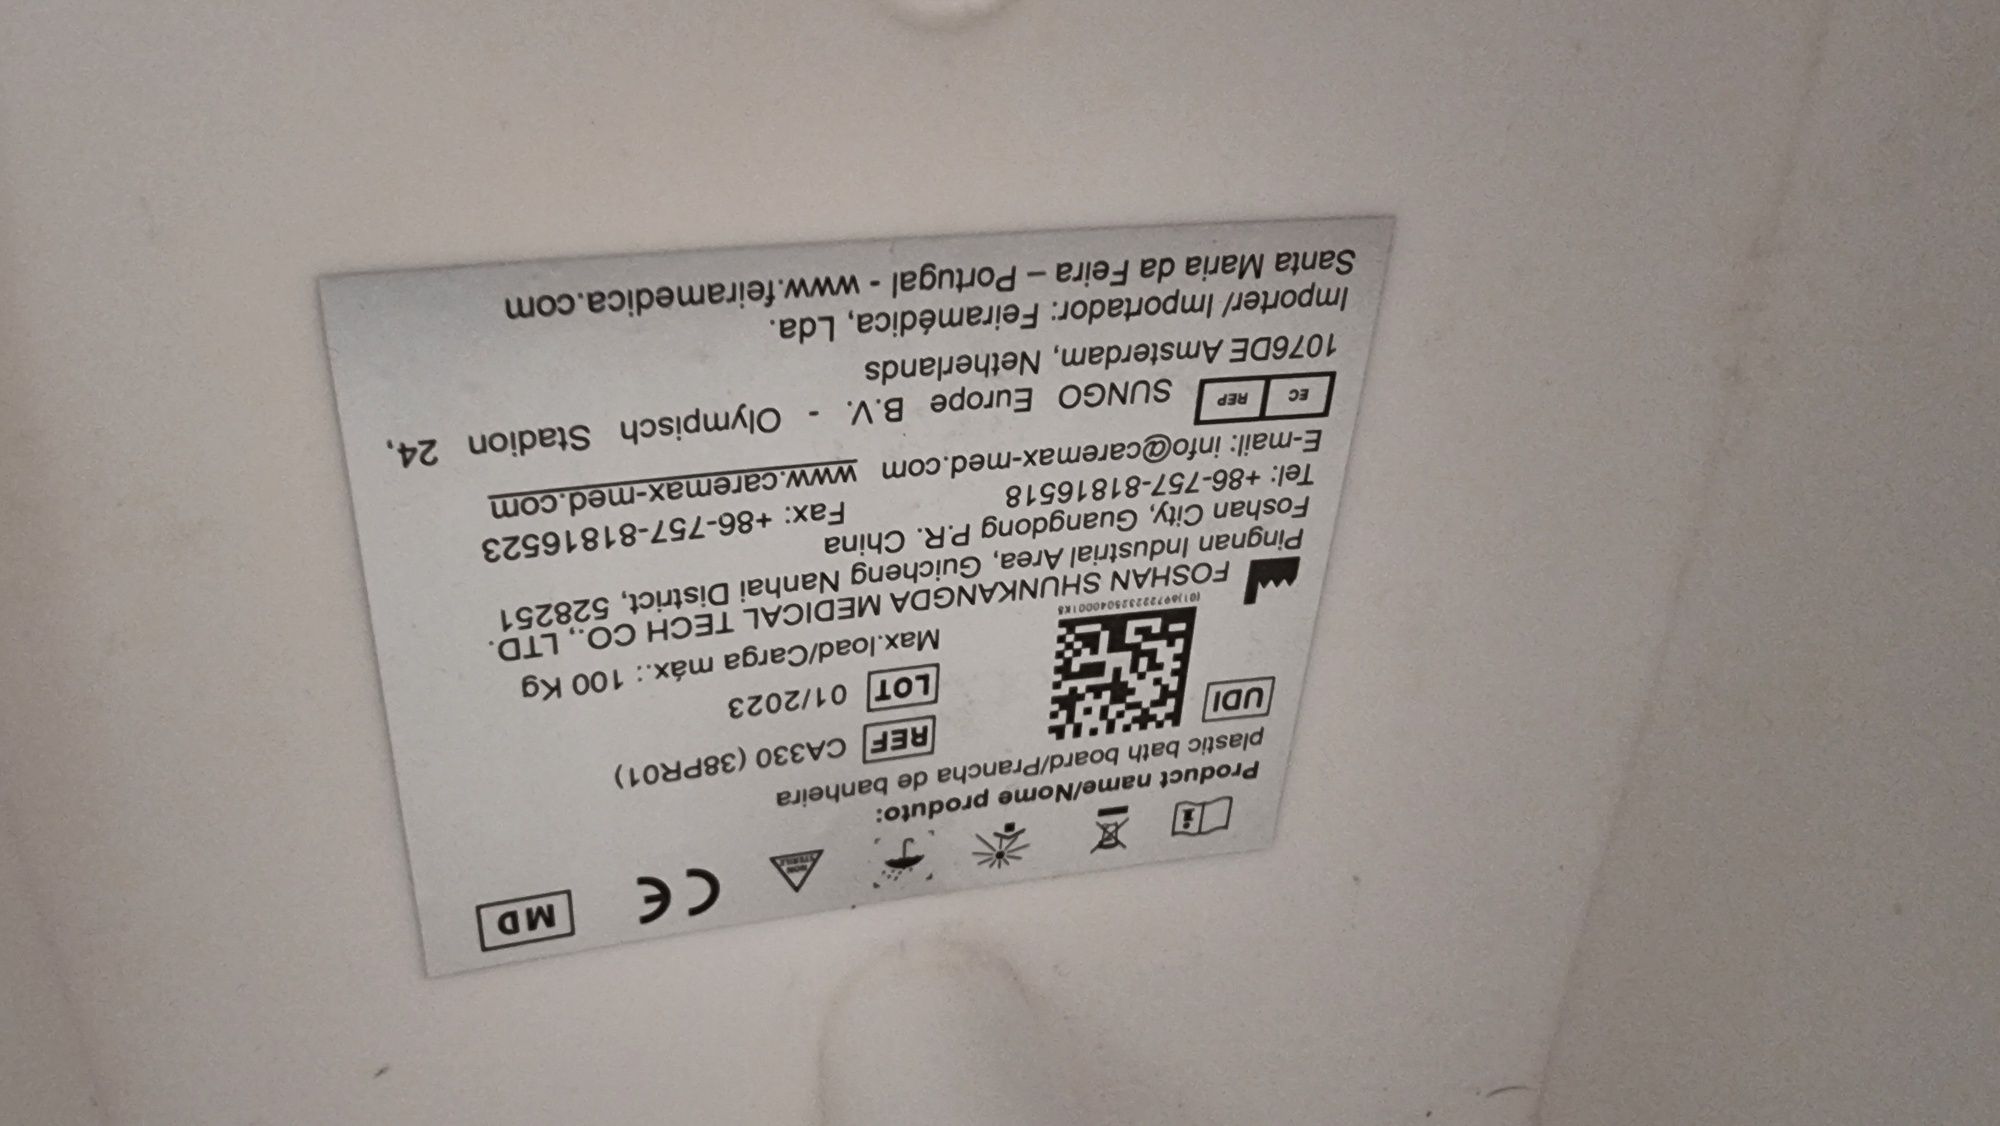 MD
CE
NON STERILE
Product name/Nome produto:
plastic bath board/Prancha de banheira
UDI
REF CA330 (38PR01)
LOT 01/2023
Max.load/Carga máx.: 100 Kg
FOSHAN SHUNKANGDA MEDICAL TECH CO., LTD.
Pingnan Industrial Area, Guicheng Nanhai District, 528251
Foshan City, Guangdong P.R. China
Tel: +86-757-81816518 Fax: +86-757-81816523
E-mail: info@caremax-med.com www.caremax-med.com
EC REP SUNGO Europe B.V. - Olympisch Stadion 24,
1076DE Amsterdam, Netherlands
Importer/ Importador: Feiramédica, Lda.
Santa Maria da Feira – Portugal - www.feiramedica.com